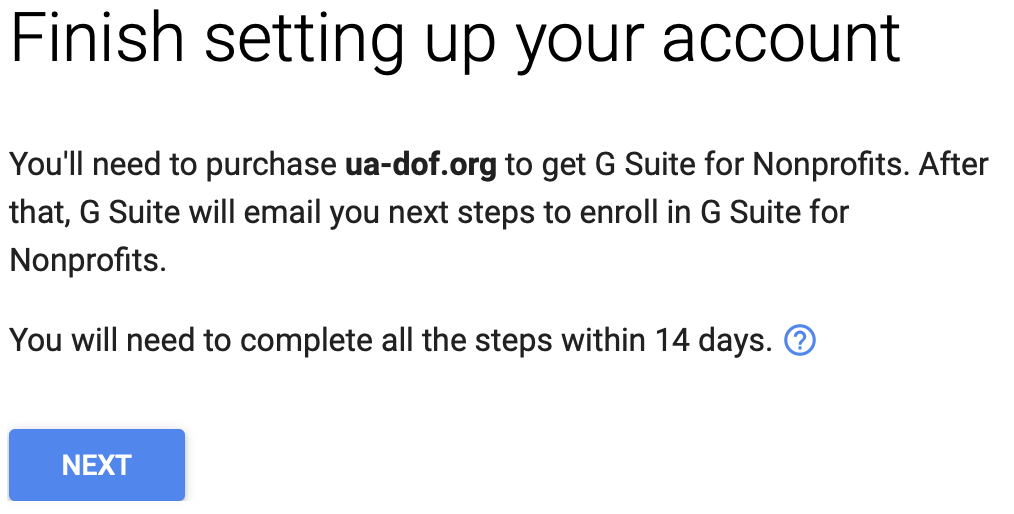 Finish setting up your account
You'll need to purchase ua-dof.org to get G Suite for Nonprofits. After
that, G Suite will email you next steps to enroll in G Suite for
Nonprofits.
You will need to complete all the steps within 14 days. ?
NEXT